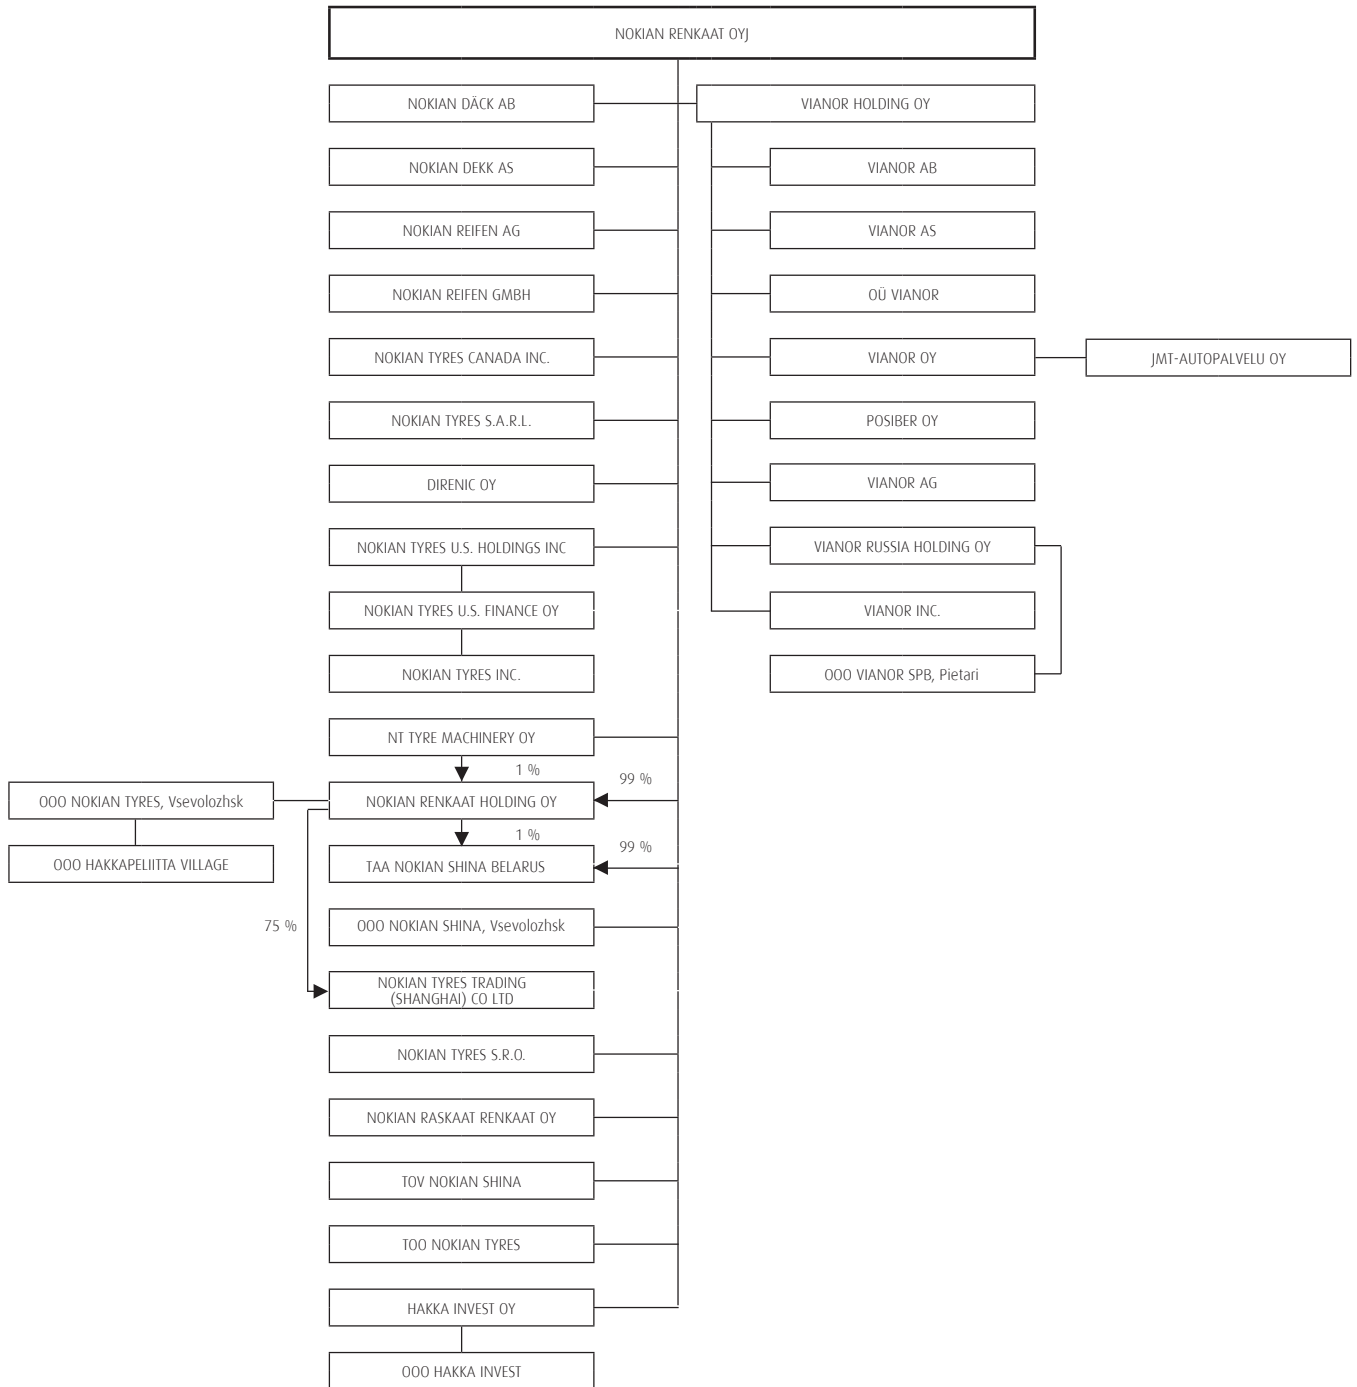 NOKIAN RENKAAT OYJ
NOKIAN DÄCK AB
VIANOR HOLDING OY
NOKIAN DEKK AS
VIANOR AB
NOKIAN REIFEN AG
VIANOR AS
NOKIAN REIFEN GMBH
OÜ VIANOR
NOKIAN TYRES CANADA INC.
VIANOR OY
JMT-AUTOPALVELU OY
NOKIAN TYRES S.A.R.L.
POSIBER OY
DIRENIC OY
VIANOR AG
NOKIAN TYRES U.S. HOLDINGS INC
VIANOR RUSSIA HOLDING OY
NOKIAN TYRES U.S. FINANCE OY
VIANOR INC.
NOKIAN TYRES INC.
OOO VIANOR SPB, Pietari
NT TYRE MACHINERY OY
1 %
99 %
OOO NOKIAN TYRES, Vsevolozhsk
NOKIAN RENKAAT HOLDING OY
1 %
99 %
OOO HAKKAPELIITTA VILLAGE
TAA NOKIAN SHINA BELARUS
75 %
OOO NOKIAN SHINA, Vsevolozhsk
NOKIAN TYRES TRADING
(SHANGHAI) CO LTD
NOKIAN TYRES S.R.O.
NOKIAN RASKAAT RENKAAT OY
TOV NOKIAN SHINA
TOO NOKIAN TYRES
HAKKA INVEST OY
OOO HAKKA INVEST